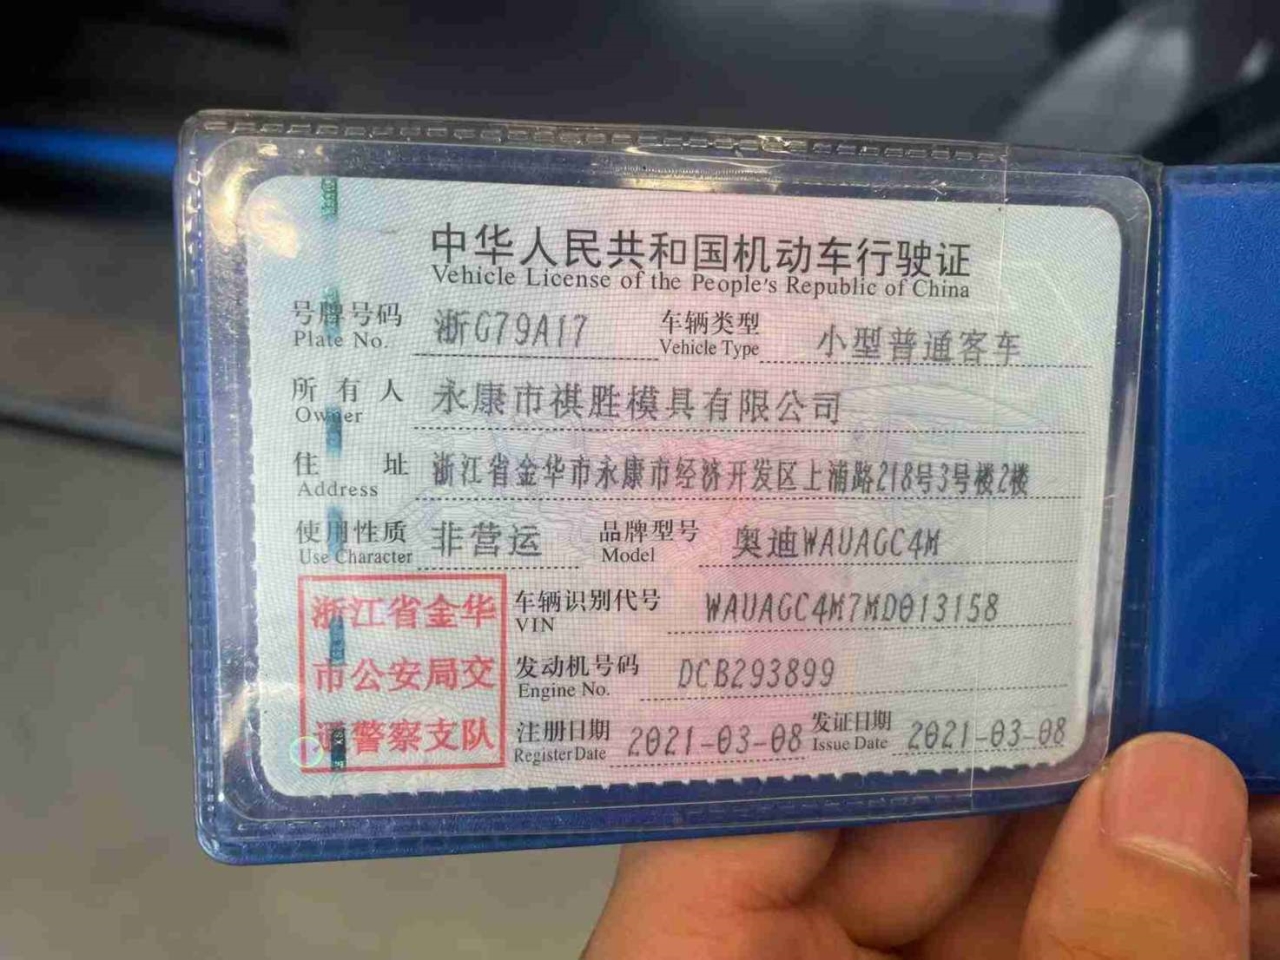 中华人民共和国机动车行驶证
Vehicle License of the People's Republic of China
号牌号码 浙G79A17 车辆类型 小型普通客车
Plate No. Vehicle Type
所有人 永康市祺胜模具有限公司
Owner
住址 浙江省金华市永康市经济开发区上浦路218号3号楼2楼
Address
使用性质 非营运 品牌型号 奥迪WAUAGC4M
Use Character Model
浙江省金华
市公安局交
通警察支队
车辆识别代号 WAUAGC4M7MD013158
VIN
发动机号码 DCB293899
Engine No.
注册日期 2021-03-08 发证日期 2021-03-08
Register Date Issue Date